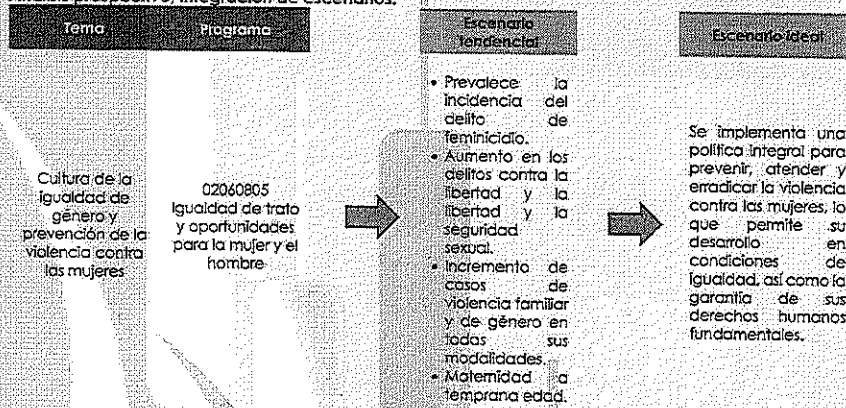 prospectivo, integración de escenarios.
Tema
Programa
Escenario
tendencial
Escenario ideal
Cultura de la
igualdad de
género y
prevención de la
violencia contra
las mujeres
02060805
Igualdad de trato
y oportunidades
para la mujer y el
hombre
• Prevalece la
incidencia del
delito de
feminicidio.
• Aumento en los
delitos contra la
libertad y la
libertad y la
seguridad
sexual.
• Incremento de
casos de
violencia familiar
y de género en
todas sus
modalidades.
• Maternidad a
temprana edad.
Se implementa una
política integral para
prevenir, atender y
erradicar la violencia
contra las mujeres, lo
que permite su
desarrollo en
condiciones de
igualdad, así como la
garantía de sus
derechos humanos
fundamentales.